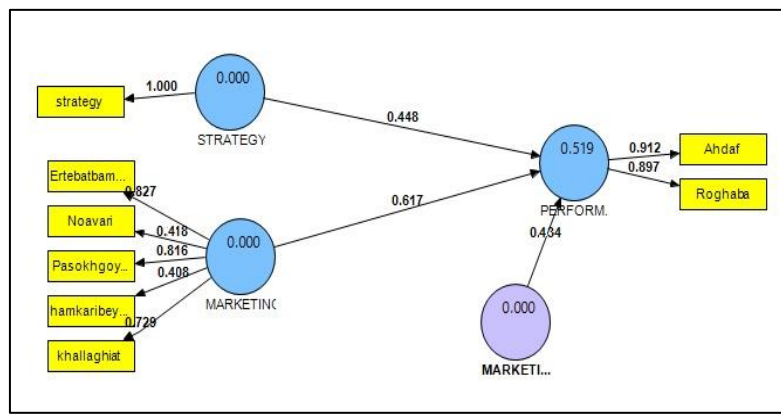 0.000
1.000
strategy
STRATEGY
0.448
0.519
0.912
Ahdaf
0.897
Roghaba
PERFORM.
Ertebatbam...
0.827
Noavari
0.418
0.816
Pasokhgoy...
0.408
hamkaribey...
0.729
khallaghiat
0.000
MARKETING
0.617
0.434
0.000
MARKETI...